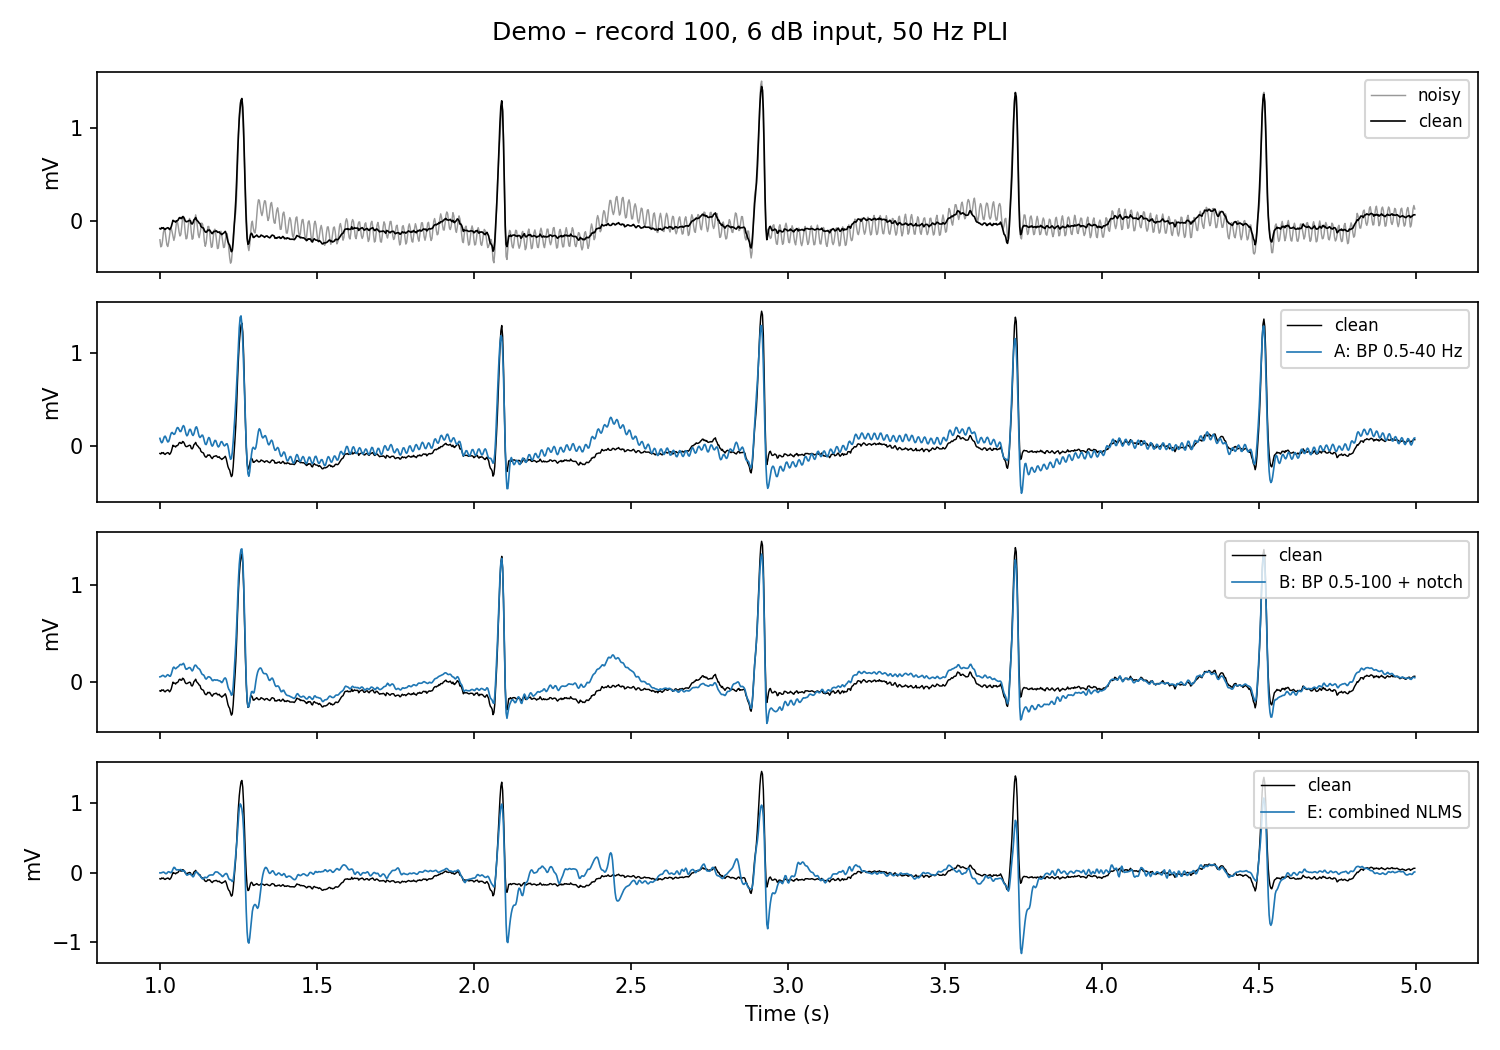 Demo – record 100, 6 dB input, 50 Hz PLI
mV
1
0
noisy
clean
mV
1
0
clean
A: BP 0.5-40 Hz
mV
1
0
clean
B: BP 0.5-100 + notch
mV
1
0
−1
clean
E: combined NLMS
1.0 1.5 2.0 2.5 3.0 3.5 4.0 4.5 5.0
Time (s)